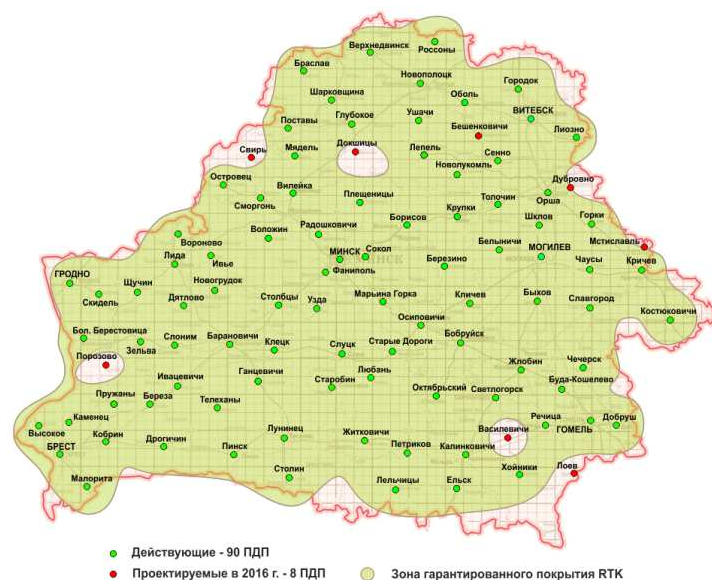 Верхнедвинск
Россоны
Браслав
Новополоцк
Городок
Шарковщина
Оболь
ВИТЕБСК
Поставы
Глубокое
Ушачи
Бешенковичи
Лиозно
Свирь
Мядель
Докшицы
Лепель
Сенно
Новолукомль
Дубровно
Островец
Вилейка
Сморгонь
Плещеницы
Толочин
Орша
Борисов
Крупки
Шклов
Горки
Вороново
Воложин
Радошковичи
Мстиславль
Лида
Ивье
МИНСК
Сокол
Белыничи
МОГИЛЕВ
Чаусы
Кричев
ГРОДНО
Щучин
Новогрудок
Фаниполь
Березино
Скидель
Дятлово
Столбцы
Узда
Марьина Горка
Кличев
Быхов
Славгород
Костюковичи
Бол. Берестовица
Зельва
Слоним
Барановичи
Клецк
Слуцк
Осиповичи
Старые Дороги
Бобруйск
Порозово
Жлобин
Чечерск
Ивацевичи
Ганцевичи
Старобин
Любань
Буда-Кошелево
Пружаны
Береза
Телеханы
Октябрьский
Светлогорск
Каменец
Высокое
БРЕСТ
Кобрин
Дрогичин
Пинск
Лунинец
Житковичи
Петриков
Калинковичи
Василевичи
Речица
ГОМЕЛЬ
Добруш
Малорита
Столин
Лельчицы
Ельск
Хойники
Лоев
Действующие - 90 ПДП
Проектируемые в 2016 г. - 8 ПДП
Зона гарантированного покрытия RTK